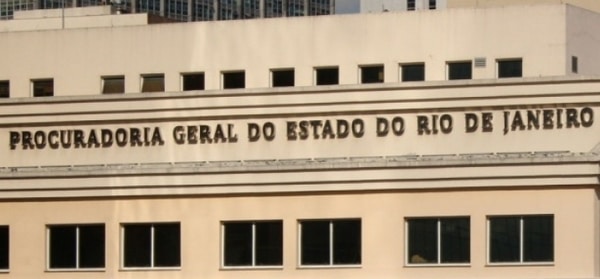 PROCURADORIA GERAL DO ESTADO DO RIO DE JANEIRO